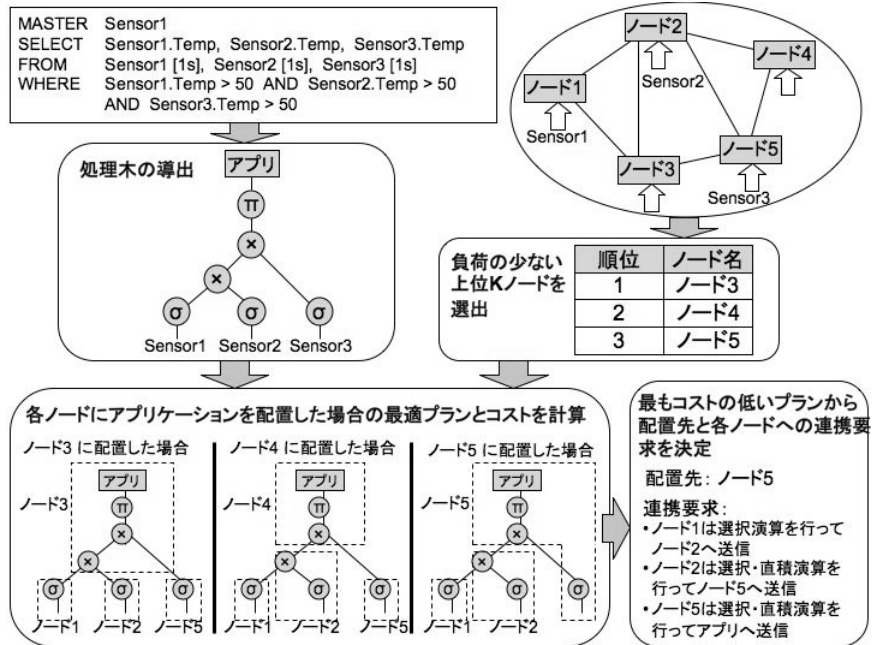 MASTER Sensor1
SELECT Sensor1.Temp, Sensor2.Temp, Sensor3.Temp
FROM Sensor1 [1s], Sensor2 [1s], Sensor3 [1s]
WHERE Sensor1.Temp > 50 AND Sensor2.Temp > 50
AND Sensor3.Temp > 50
ノード2
ノード4
Sensor2
ノード1
Sensor1
ノード3
ノード5
Sensor3
処理木の導出
アプリ
π
×
×
σ σ σ
Sensor1 Sensor2 Sensor3
負荷の少ない
上位Kノードを
選出
順位 ノード名
1 ノード3
2 ノード4
3 ノード5
各ノードにアプリケーションを配置した場合の最適プランとコストを計算
ノード3 に配置した場合
ノード3
アプリ
π
×
×
σ σ σ
ノード1 ノード2 ノード5
ノード4 に配置した場合
ノード4
アプリ
π
×
×
σ σ σ
ノード1 ノード2 ノード5
ノード5 に配置した場合
ノード5
アプリ
π
×
×
σ σ σ
ノード1 ノード2
最もコストの低いプランから
配置先と各ノードへの連携要
求を決定
配置先: ノード5
連携要求:
•ノード1は選択演算を行って
ノード2へ送信
•ノード2は選択・直積演算を
行ってノード5へ送信
•ノード5は選択・直積演算を
行ってアプリへ送信